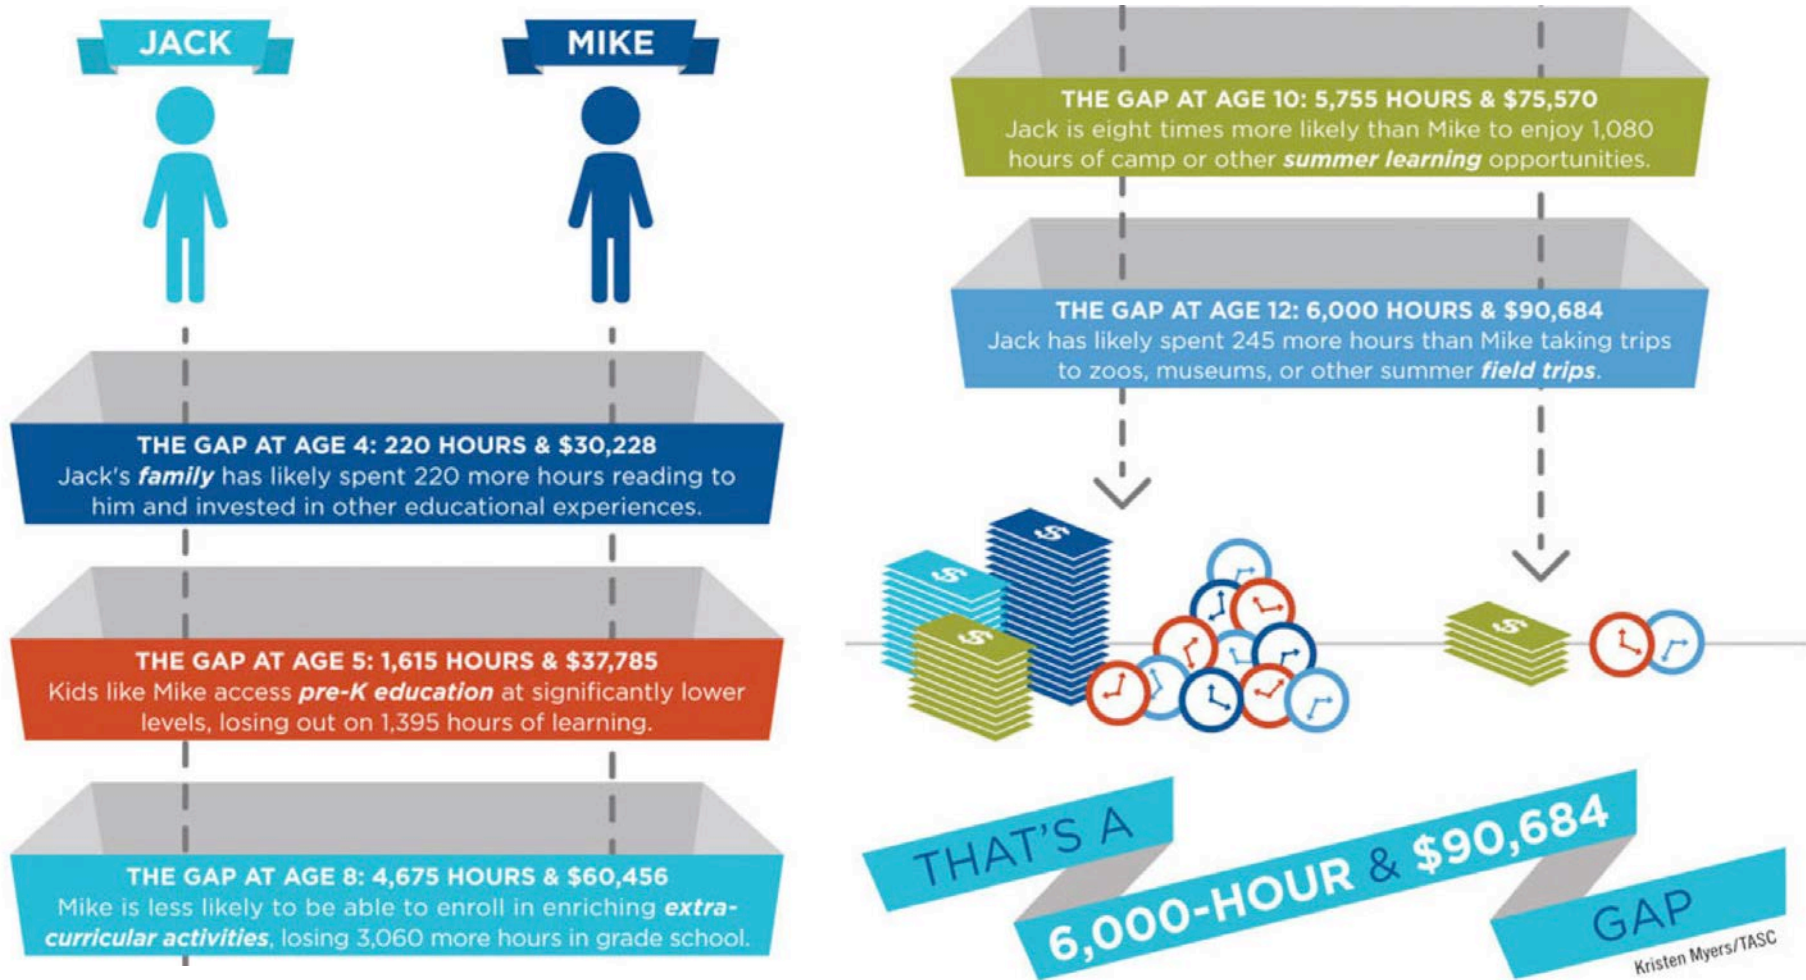 JACK
MIKE
THE GAP AT AGE 4: 220 HOURS & $30,228
Jack's family has likely spent 220 more hours reading to
him and invested in other educational experiences.
THE GAP AT AGE 5: 1,615 HOURS & $37,785
Kids like Mike access pre-K education at significantly lower
levels, losing out on 1,395 hours of learning.
THE GAP AT AGE 8: 4,675 HOURS & $60,456
Mike is less likely to be able to enroll in enriching extra-
curricular activities, losing 3,060 more hours in grade school.
THE GAP AT AGE 10: 5,755 HOURS & $75,570
Jack is eight times more likely than Mike to enjoy 1,080
hours of camp or other summer learning opportunities.
THE GAP AT AGE 12: 6,000 HOURS & $90,684
Jack has likely spent 245 more hours than Mike taking trips
to zoos, museums, or other summer field trips.
$
$
$
$
THAT'S A
6,000-HOUR & $90,684
GAP
Kristen Myers/TASC